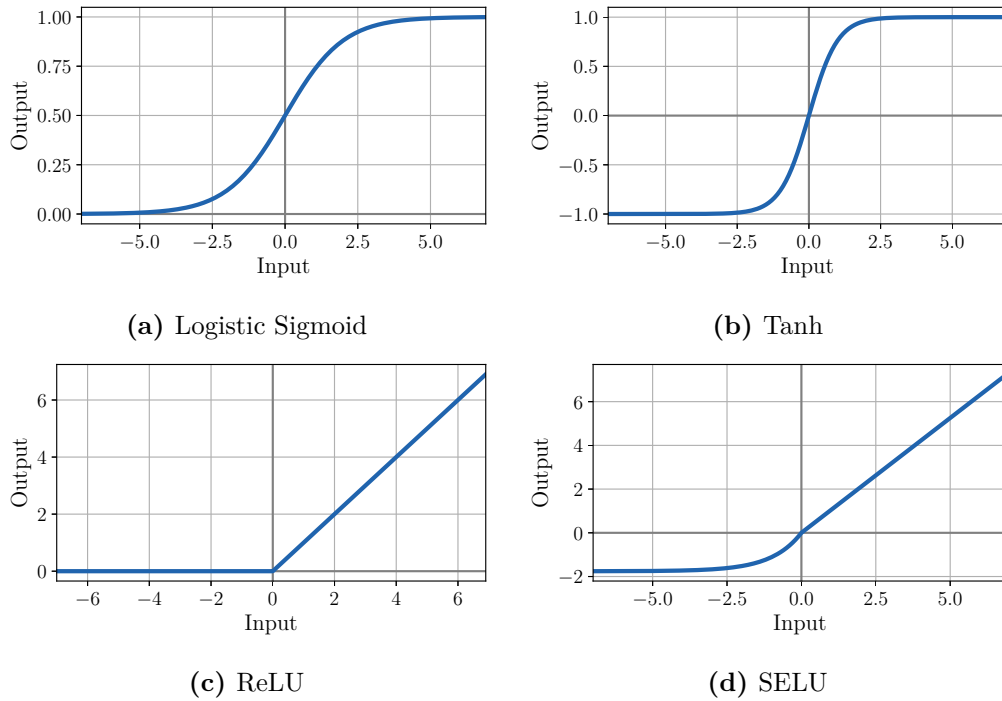 1.00
0.75
0.50
0.25
0.00
Output
−5.0 −2.5 0.0 2.5 5.0
Input
(a) Logistic Sigmoid
1.0
0.5
0.0
−0.5
−1.0
Output
−5.0 −2.5 0.0 2.5 5.0
Input
(b) Tanh
6
4
2
0
Output
−6 −4 −2 0 2 4 6
Input
(c) ReLU
6
4
2
0
−2
Output
−5.0 −2.5 0.0 2.5 5.0
Input
(d) SELU